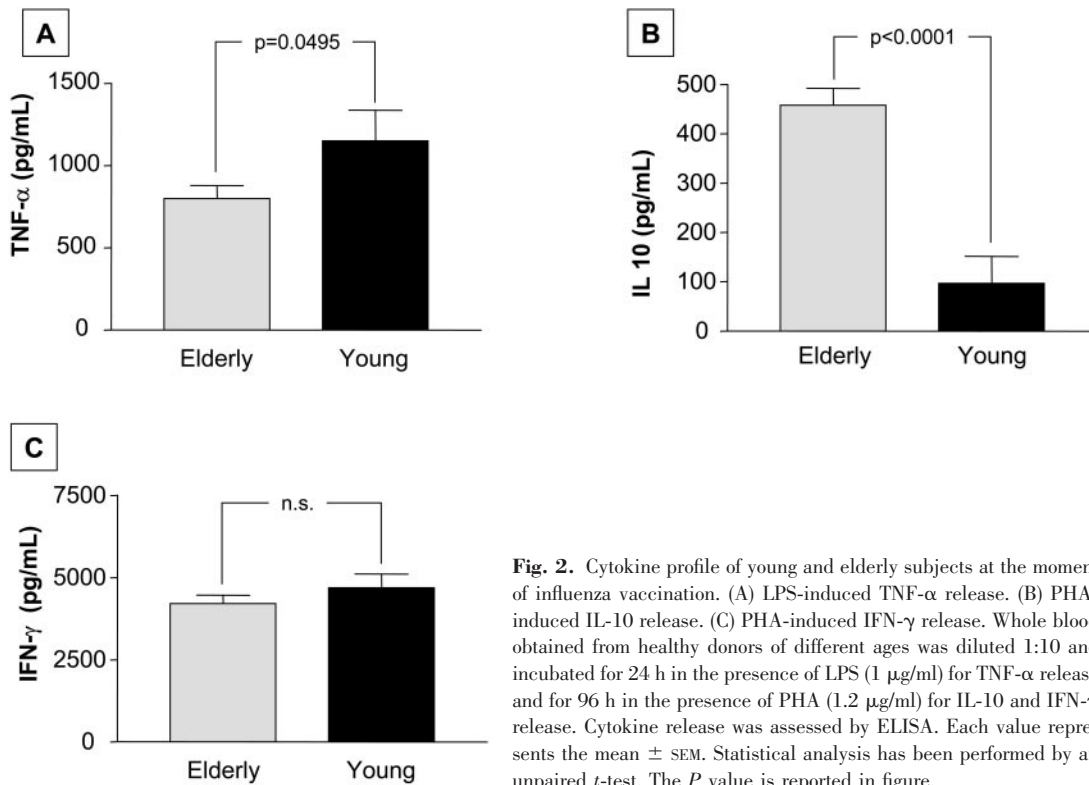 A
p=0.0495
TNF-α (pg/mL)
1500
1000
500
0
Elderly Young
B
p<0.0001
IL 10 (pg/mL)
500
400
300
200
100
0
Elderly Young
C
n.s.
IFN-γ (pg/mL)
7500
5000
2500
0
Elderly Young
Fig. 2. Cytokine profile of young and elderly subjects at the momen
of influenza vaccination. (A) LPS-induced TNF-α release. (B) PHA
induced IL-10 release. (C) PHA-induced IFN-γ release. Whole bloo
obtained from healthy donors of different ages was diluted 1:10 an
incubated for 24 h in the presence of LPS (1 μg/ml) for TNF-α releas
and for 96 h in the presence of PHA (1.2 μg/ml) for IL-10 and IFN-γ
release. Cytokine release was assessed by ELISA. Each value repre
sents the mean ± SEM. Statistical analysis has been performed by a
unpaired t-test. The P value is reported in figure